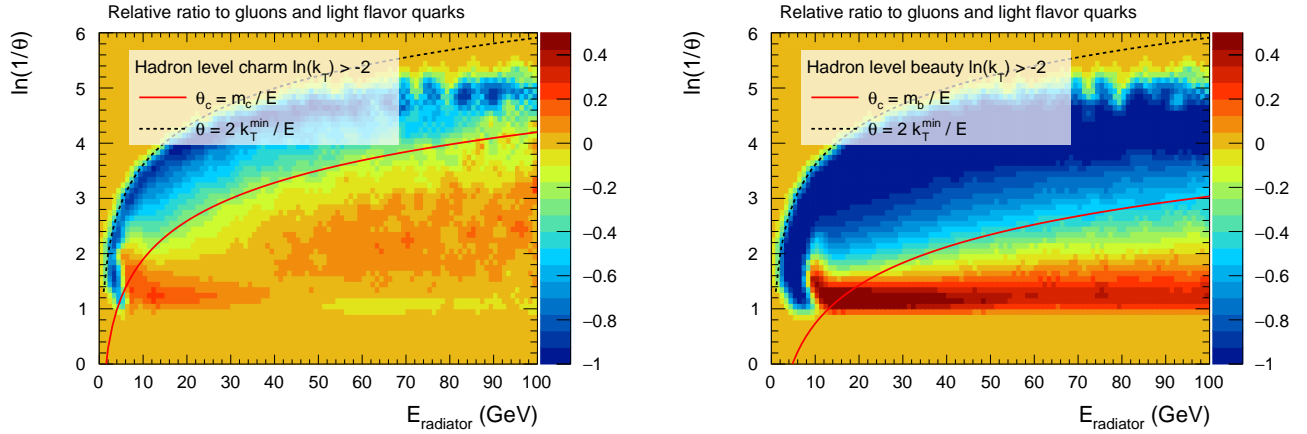 Relative ratio to gluons and light flavor quarks
ln(1/θ)
6
5
4
3
2
1
0
Hadron level charm ln(k_T) > -2
θ_c = m_c / E
θ = 2 k_T^min / E
0 10 20 30 40 50 60 70 80 90 100
E_radiator (GeV)
0.4
0.2
0
−0.2
−0.4
−0.6
−0.8
−1
Relative ratio to gluons and light flavor quarks
ln(1/θ)
6
5
4
3
2
1
0
Hadron level beauty ln(k_T) > -2
θ_c = m_b / E
θ = 2 k_T^min / E
0 10 20 30 40 50 60 70 80 90 100
E_radiator (GeV)
0.4
0.2
0
−0.2
−0.4
−0.6
−0.8
−1